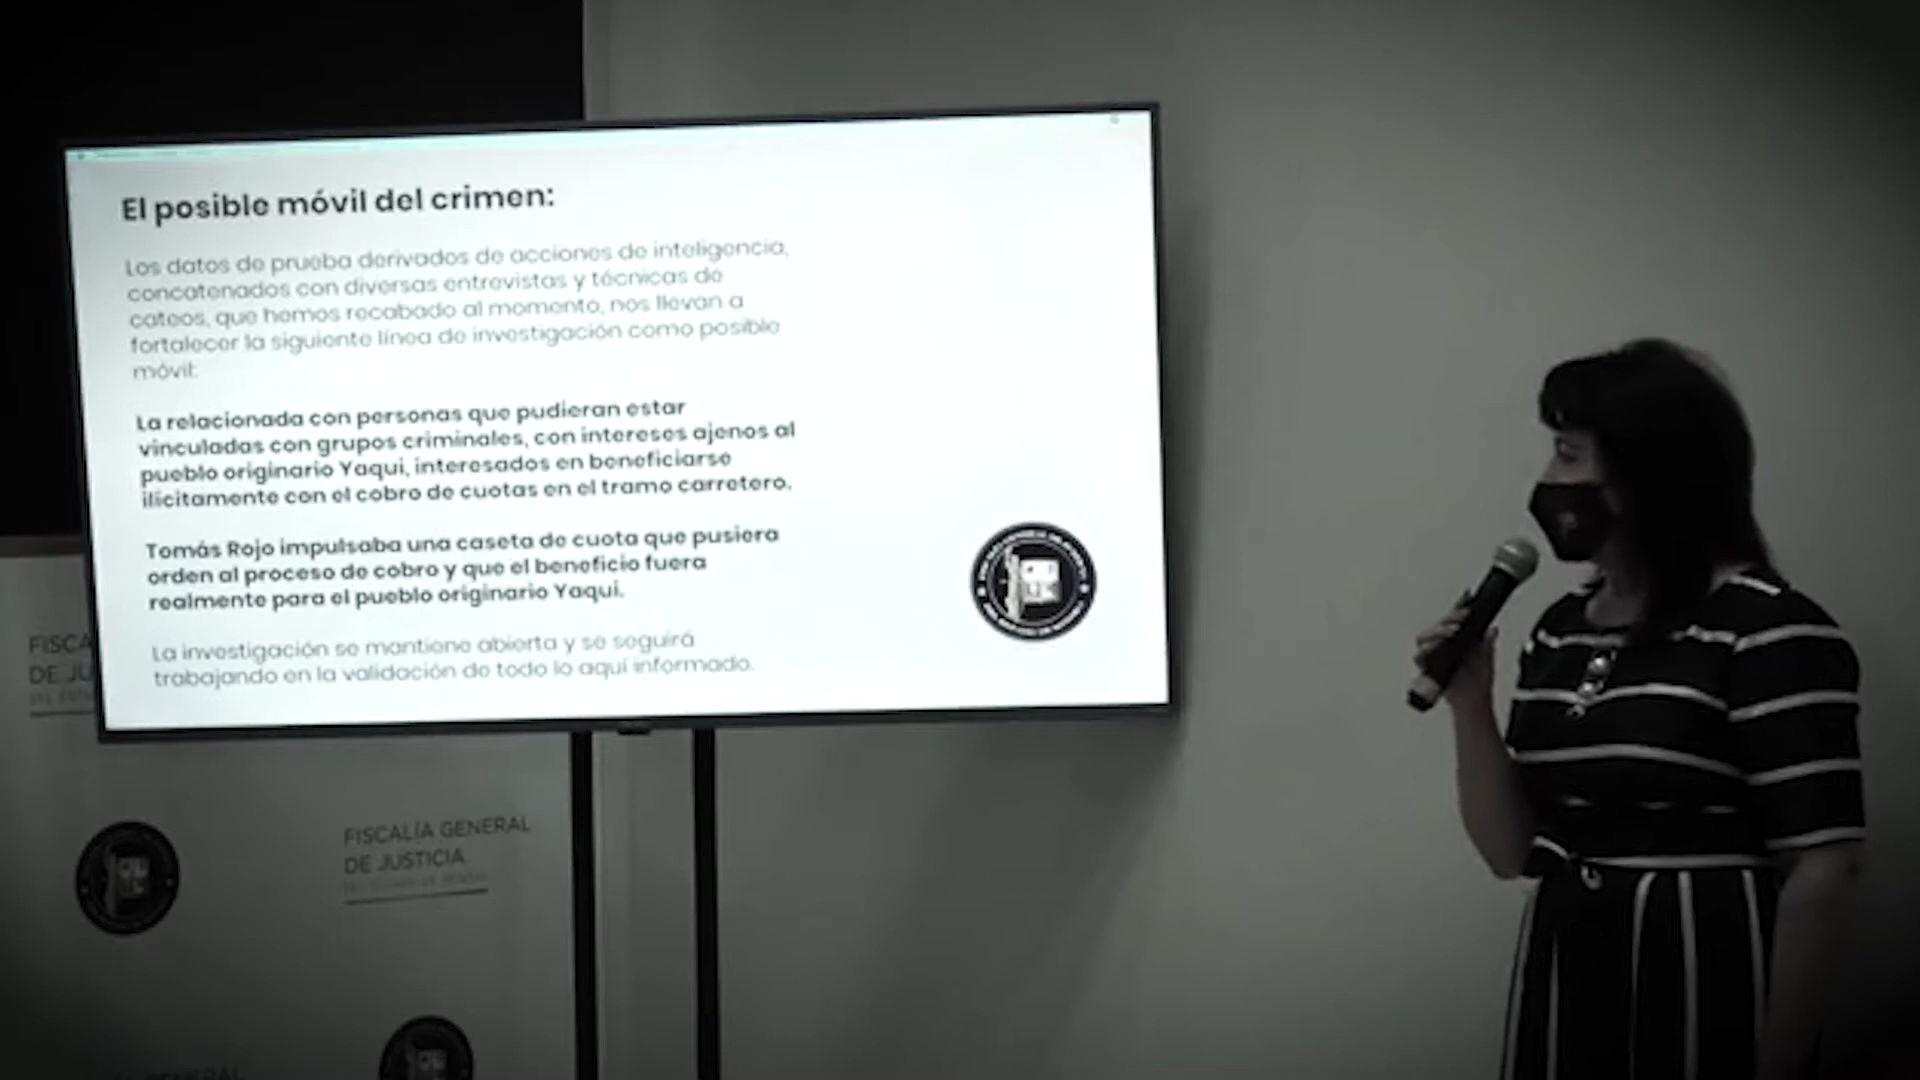 El posible móvil del crimen:
Los datos de prueba derivados de acciones de inteligencia,
concatenados con diversas entrevistas y técnicas de
cateos, que hemos recabado al momento, nos llevan a
fortalecer la siguiente línea de investigación como posible
móvil:
La relacionada con personas que pudieran estar
vinculadas con grupos criminales, con intereses ajenos al
pueblo originario Yaqui, interesados en beneficiarse
ilícitamente con el cobro de cuotas en el tramo carretero.
Tomás Rojo impulsaba una caseta de cuota que pusiera
orden al proceso de cobro y que el beneficio fuera
realmente para el pueblo originario Yaqui.
La investigación se mantiene abierta y se seguirá
trabajando en la validación de todo lo aquí informado.
FISCA
DE JU
FISCALÍA GENERAL
DE JUSTICIA
GENERAL